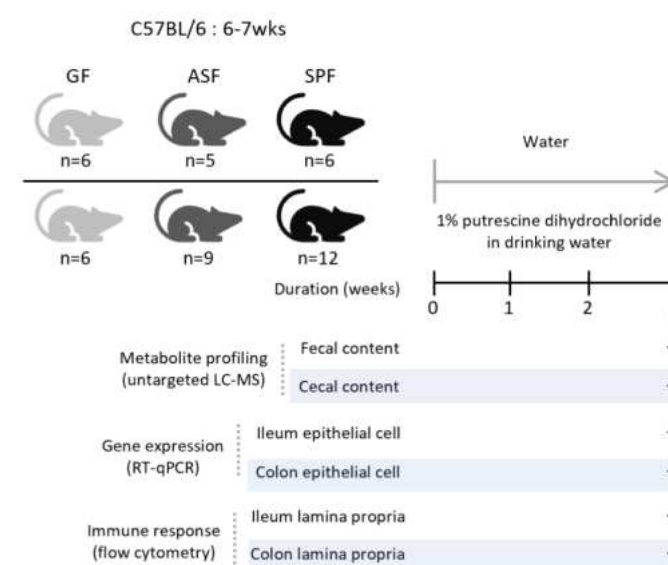 C57BL/6 : 6-7wks
GF ASF SPF
n=6 n=5 n=6
Water
1% putrescine dihydrochloride
in drinking water
n=6 n=9 n=12
Duration (weeks)
0 1 2
Metabolite profiling
(untargeted LC-MS)
Fecal content
Cecal content
Gene expression
(RT-qPCR)
Ileum epithelial cell
Colon epithelial cell
Immune response
(flow cytometry)
Ileum lamina propria
Colon lamina propria